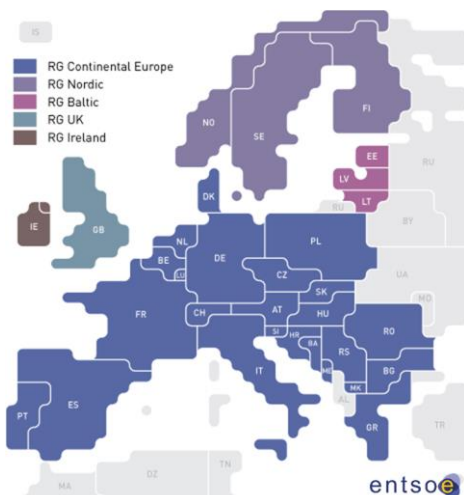 IS
RG Continental Europe
RG Nordic
RG Baltic
RG UK
RG Ireland
NO
SE
FI
RU
EE
LV
LT
RU
BY
DK
IE
GB
NL
BE
LU
DE
PL
CZ
UA
SK
MO
FR
CH
AT
HU
SI
HR
BA
RO
RS
IT
ME
BG
MK
AL
PT
ES
GR
TR
MA
DZ
TN
entsoe